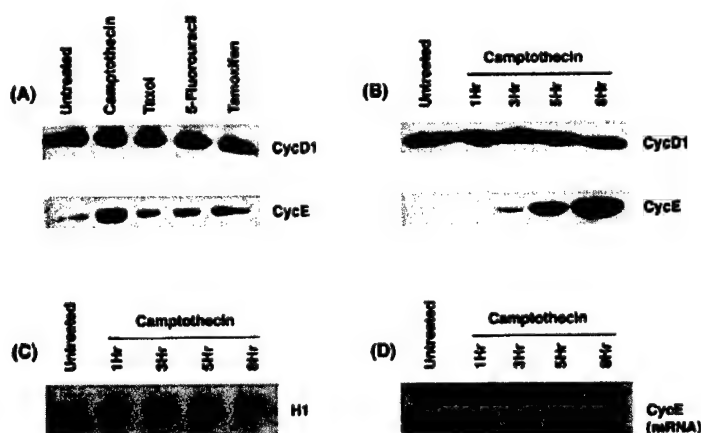 (A)
Untreated
Camptothecin
Taxol
5-Fluorouracil
Tamoxifen
CycD1
CycE
(B)
Untreated
Camptothecin
1Hr
3Hr
5Hr
8Hr
CycD1
CycE
(C)
Untreated
Camptothecin
1Hr
3Hr
5Hr
8Hr
H1
(D)
Untreated
Camptothecin
1Hr
3Hr
5Hr
8Hr
CycE
(mRNA)